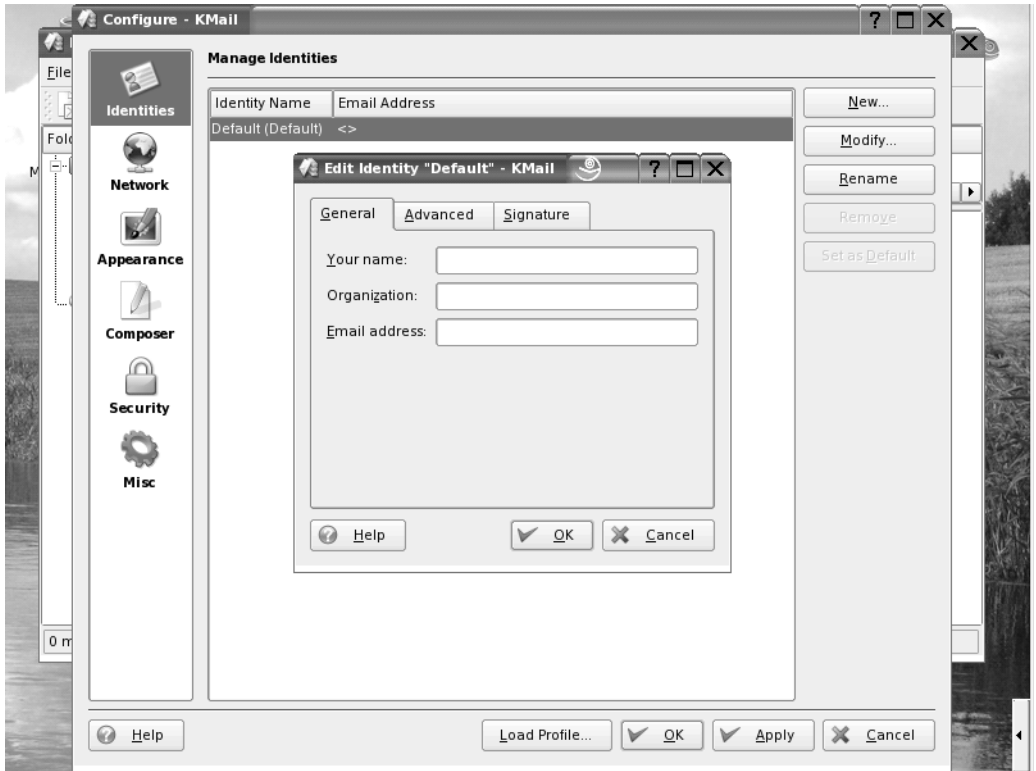 Configure - KMail
File
Fold
M
0 m
Identities
Network
Appearance
Composer
Security
Misc
Manage Identities
Identity Name Email Address
Default (Default) <>
New...
Modify...
Rename
Remove
Set as Default
Edit Identity "Default" - KMail
General Advanced Signature
Your name:
Organization:
Email address:
Help OK Cancel
Help Load Profile... OK Apply Cancel